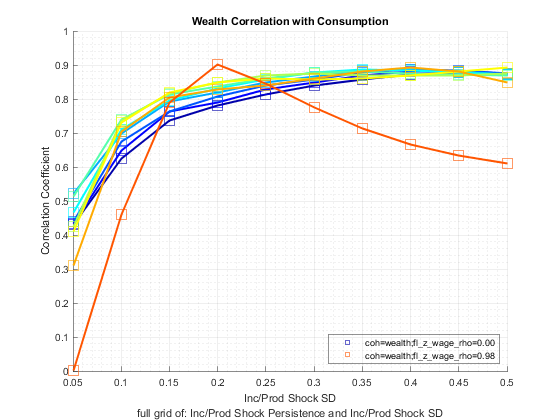 Wealth Correlation with Consumption
1
0.9
0.8
0.7
0.6
0.5
0.4
0.3
0.2
0.1
0
Correlation Coefficient
0.05 0.1 0.15 0.2 0.25 0.3 0.35 0.4 0.45 0.5
coh=wealth;fl_z_wage_rho=0.00
coh=wealth;fl_z_wage_rho=0.98
Inc/Prod Shock SD
full grid of: Inc/Prod Shock Persistence and Inc/Prod Shock SD